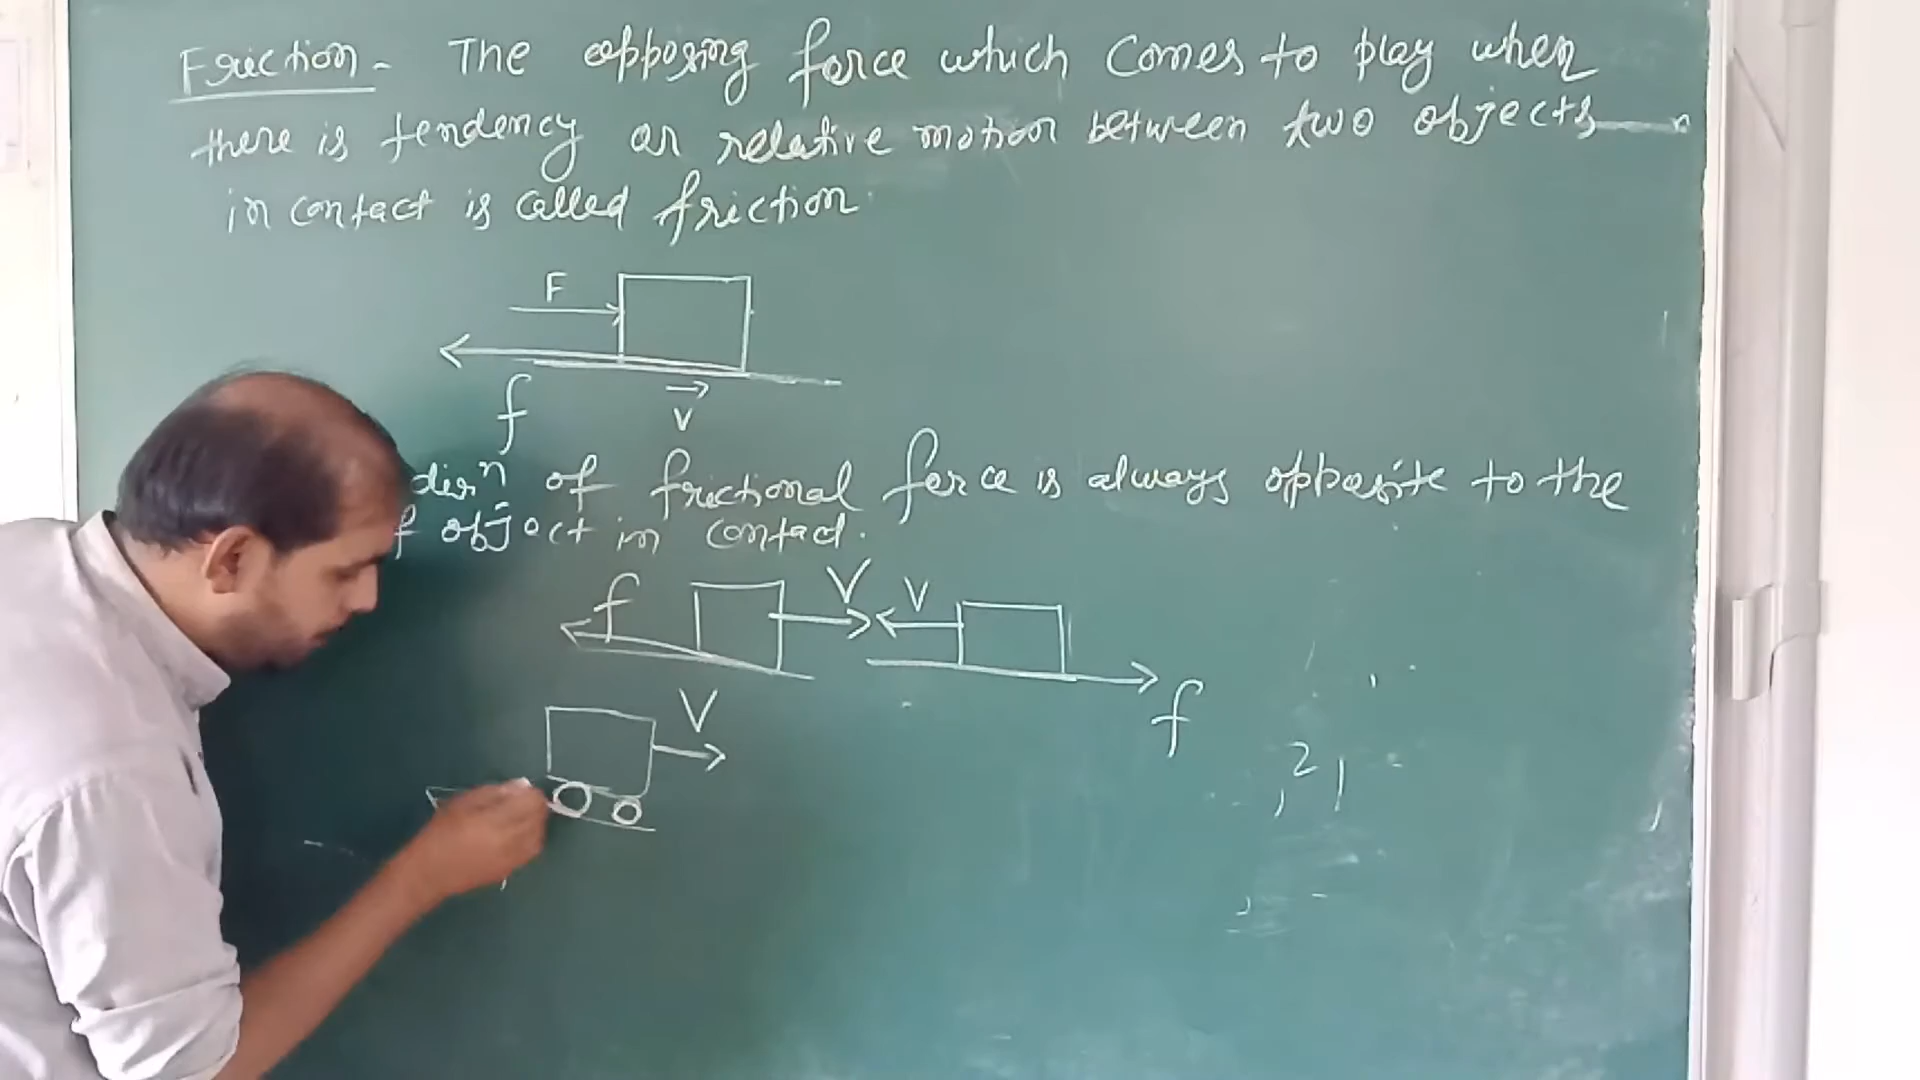 Friction - The opposing force which comes to play when
there is tendency or relative motion between two objects
in contact is called friction.
F
f
V
dirⁿ of frictional force is always opposite to the
f object in contact.
f V V
f
V